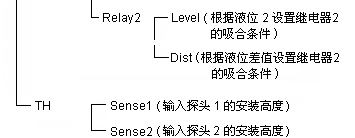 Relay2
Level（根据液位 2 设置继电器2
的吸合条件）
Dist（根据液位差值设置继电器2
的吸合条件）
TH
Sense1（输入探头 1 的安装高度）
Sense2（输入探头 2 的安装高度）